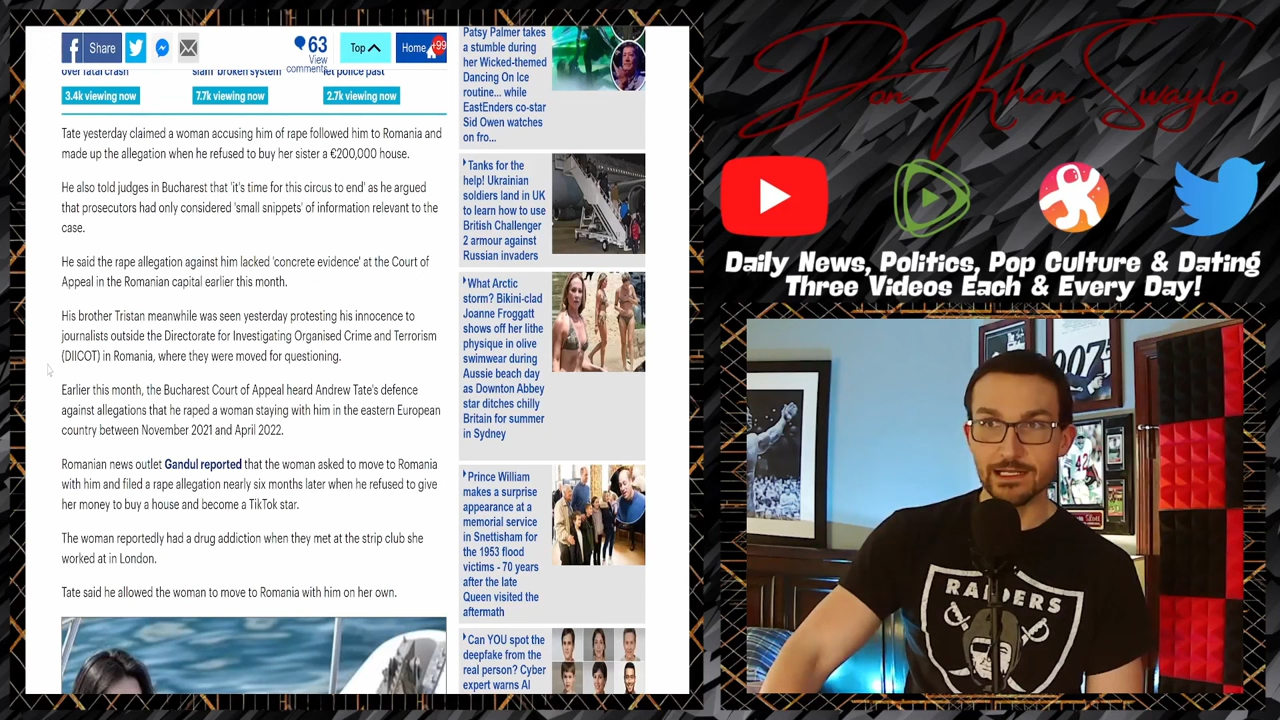 Share
63
View
comments
Top
Home
+99
over fatal crash
slam 'broken system'
let police past
3.4k viewing now
7.7k viewing now
2.7k viewing now
Tate yesterday claimed a woman accusing him of rape followed him to Romania and
made up the allegation when he refused to buy her sister a €200,000 house.
He also told judges in Bucharest that 'it's time for this circus to end' as he argued
that prosecutors had only considered 'small snippets' of information relevant to the
case.
He said the rape allegation against him lacked 'concrete evidence' at the Court of
Appeal in the Romanian capital earlier this month.
His brother Tristan meanwhile was seen yesterday protesting his innocence to
journalists outside the Directorate for Investigating Organised Crime and Terrorism
(DIICOT) in Romania, where they were moved for questioning.
Earlier this month, the Bucharest Court of Appeal heard Andrew Tate's defence
against allegations that he raped a woman staying with him in the eastern European
country between November 2021 and April 2022.
Romanian news outlet Gandul reported that the woman asked to move to Romania
with him and filed a rape allegation nearly six months later when he refused to give
her money to buy a house and become a TikTok star.
The woman reportedly had a drug addiction when they met at the strip club she
worked at in London.
Tate said he allowed the woman to move to Romania with him on her own.
Patsy Palmer takes
a stumble during
her Wicked-themed
Dancing On Ice
routine... while
EastEnders co-star
Sid Owen watches
on fro...
Tanks for the
help! Ukrainian
soldiers land in UK
to learn how to use
British Challenger
2 armour against
Russian invaders
What Arctic
storm? Bikini-clad
Joanne Froggatt
shows off her lithe
physique in olive
swimwear during
Aussie beach day
as Downton Abbey
star ditches chilly
Britain for summer
in Sydney
Prince William
makes a surprise
appearance at a
memorial service
in Snettisham for
the 1953 flood
victims - 70 years
after the late
Queen visited the
aftermath
Can YOU spot the
deepfake from the
real person? Cyber
expert warns AI
Don Khan Swayto
Daily News, Politics, Pop Culture & Dating
Three Videos Each & Every Day!
007
42
RAIDERS